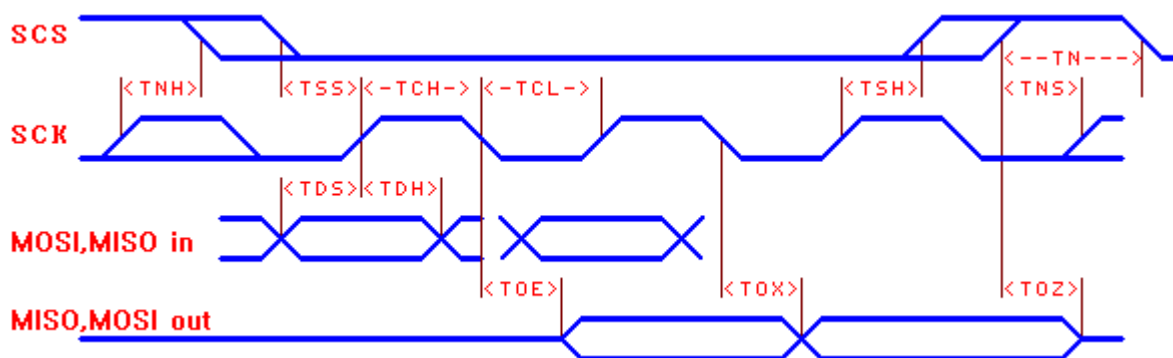 SCS
<--TN--->
<TNH> <TSS> <-TCH-> <-TCL-> <TSH> <TNS>
SCK
<TDS> <TDH>
MOSI,MISO in
<TOE> <TOX> <TOZ>
MISO,MOSI out